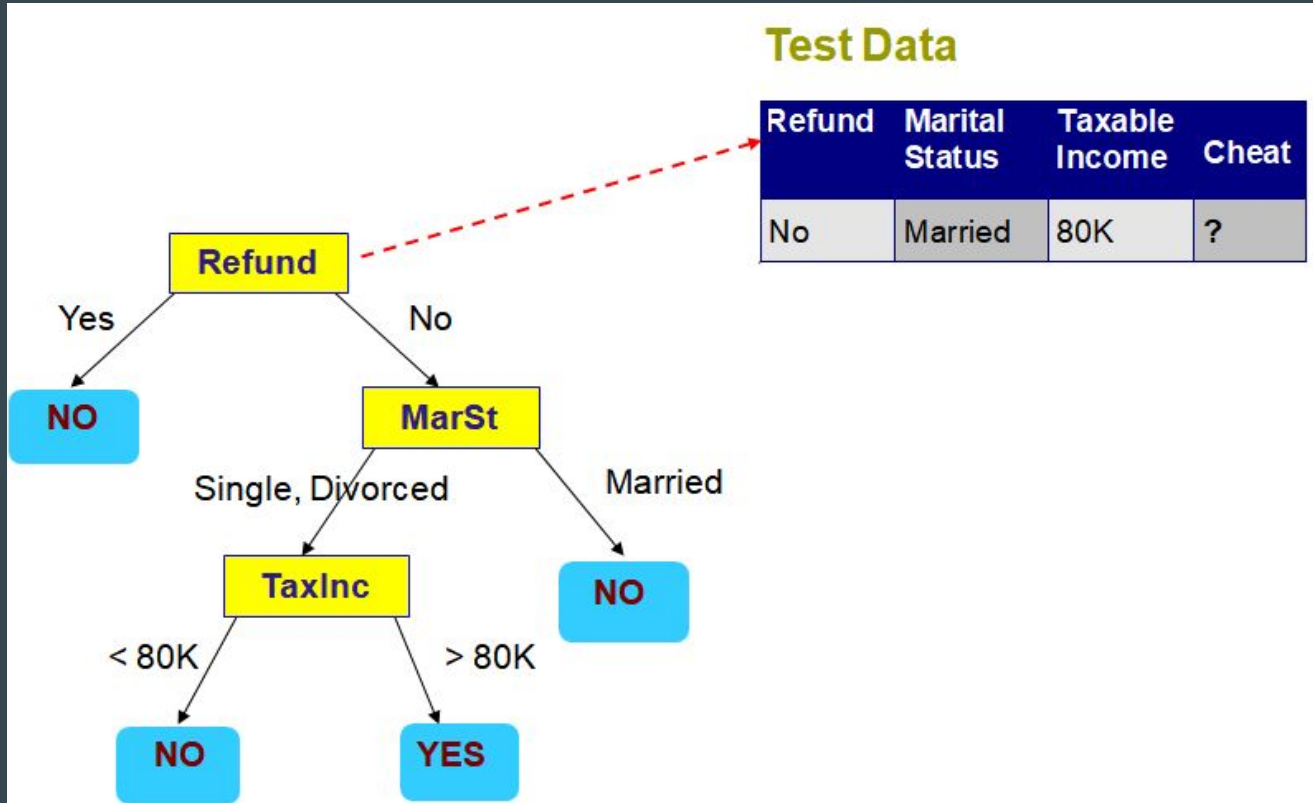 Test Data
Refund Marital Status Taxable Income Cheat
No Married 80K ?
Refund
Yes No
NO MarSt
Single, Divorced Married
TaxInc NO
< 80K > 80K
NO YES